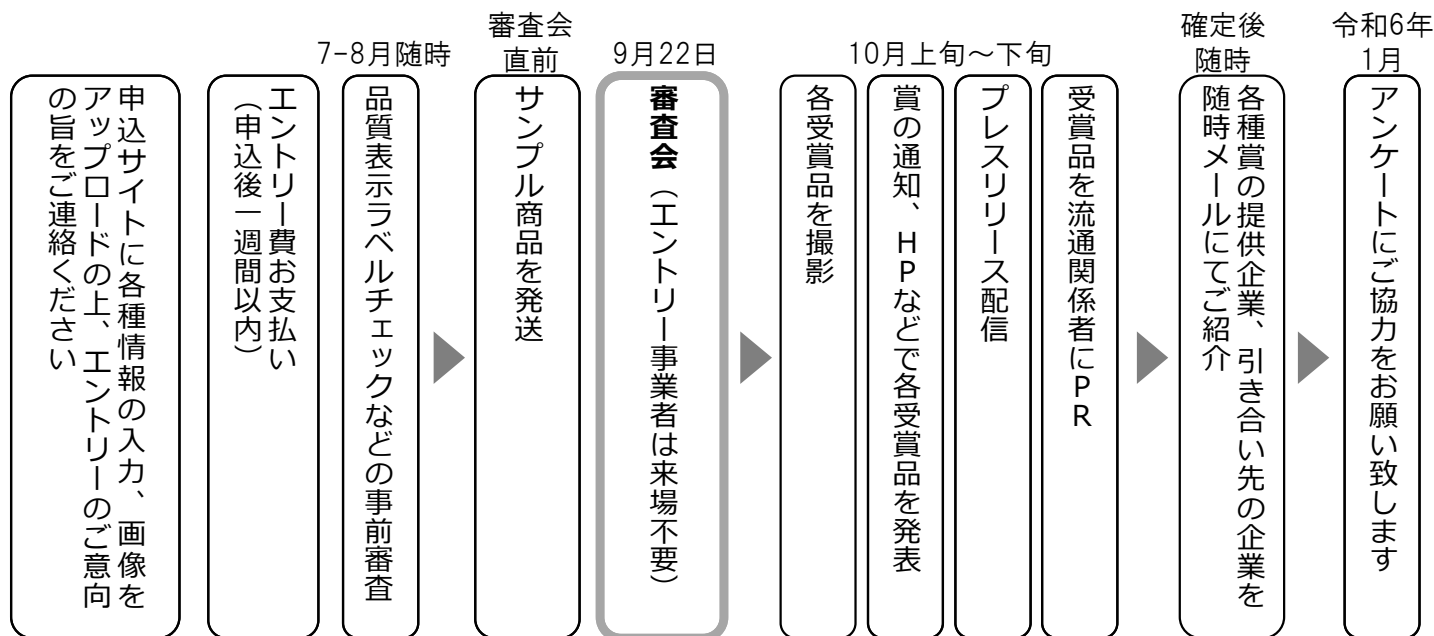 申込サイトに各種情報の入力、画像を
アップロードの上、エントリーのご意向
の旨をご連絡ください
エントリー費お支払い
（申込後一週間以内）
7-8月随時
品質表示ラベルチェックなどの事前審査
審査会
直前
サンプル商品を発送
9月22日
審査会（エントリー事業者は来場不要）
10月上旬～下旬
各受賞品を撮影
賞の通知、HPなどで各受賞品を発表
プレスリリース配信
受賞品を流通関係者にPR
確定後
随時
各種賞の提供企業、引き合い先の企業を
随時メールにてご紹介
令和6年
1月
アンケートにご協力をお願い致します